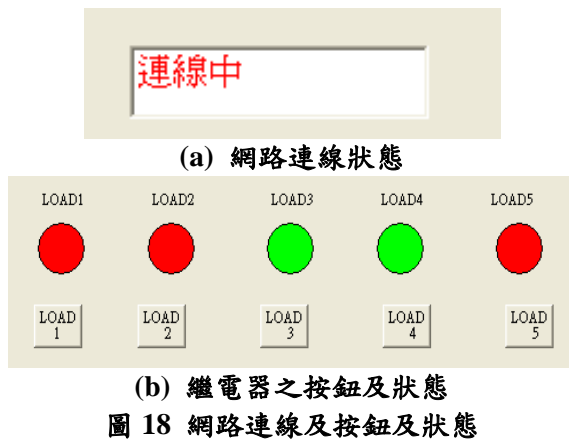 連線中
(a) 網路連線狀態
LOAD1 LOAD2 LOAD3 LOAD4 LOAD5
LOAD 1 LOAD 2 LOAD 3 LOAD 4 LOAD 5
(b) 繼電器之按鈕及狀態
圖 18 網路連線及按鈕及狀態